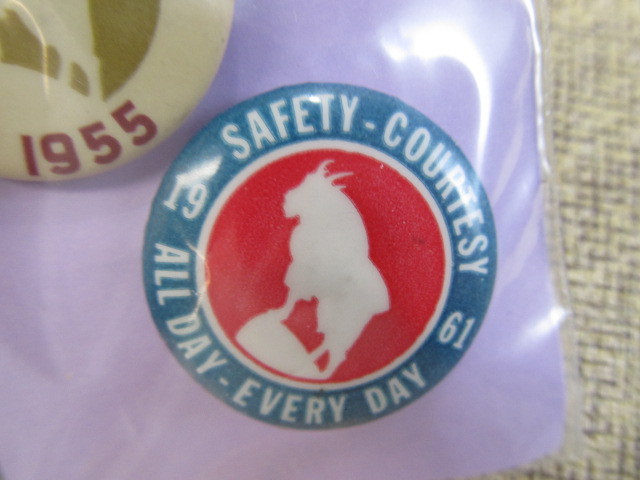 1955
SAFETY-COURTESY
19 61
ALL DAY-EVERY DAY